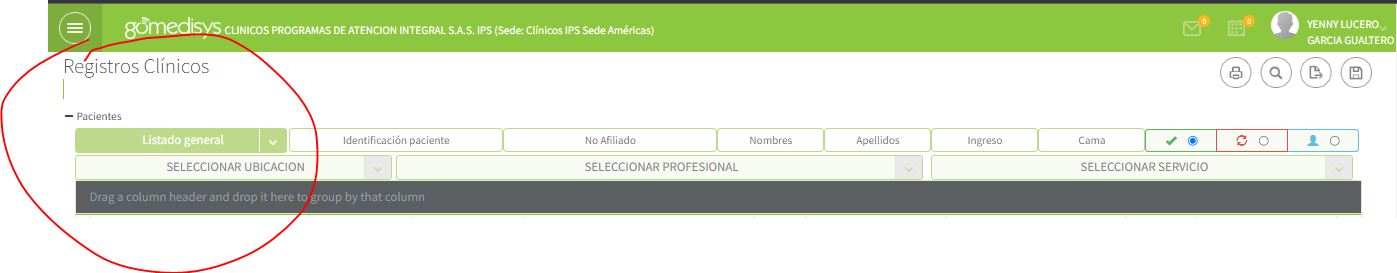 gomedisys CLINICOS PROGRAMAS DE ATENCION INTEGRAL S.A.S. IPS (Sede: Clínicos IPS Sede Américas)
0
0
YENNY LUCERO
GARCIA GUALTERO
Registros Clínicos
Pacientes
Listado general Identificación paciente No Afiliado Nombres Apellidos Ingreso Cama
SELECCIONAR UBICACION SELECCIONAR PROFESIONAL SELECCIONAR SERVICIO
Drag a column header and drop it here to group by that column